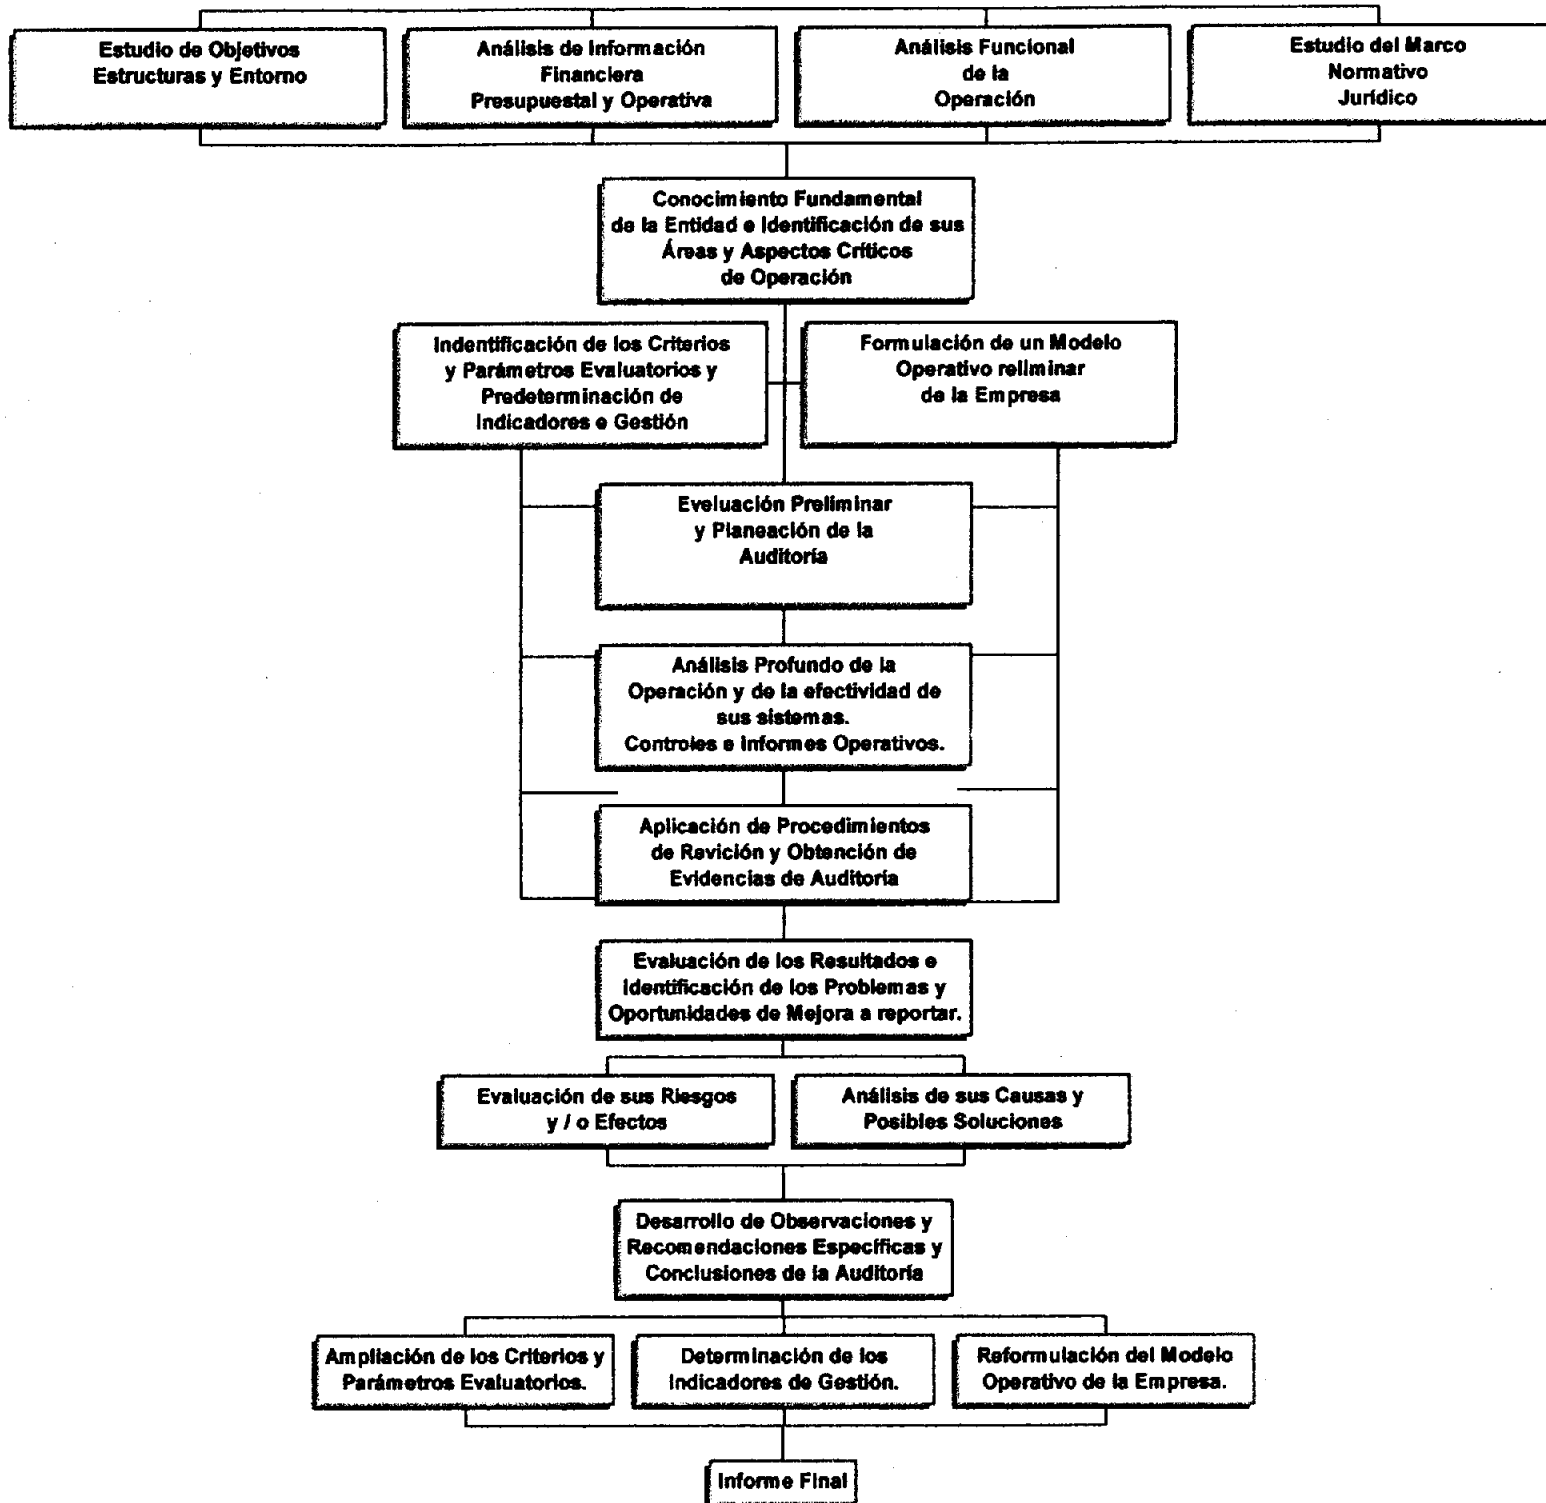 Estudio de Objetivos
Estructuras y Entorno
Análisis de Información
Financiera
Presupuestal y Operativa
Análisis Funcional
de la
Operación
Estudio del Marco
Normativo
Jurídico
Conocimiento Fundamental
de la Entidad e Identificación de sus
Áreas y Aspectos Críticos
de Operación
Indentificación de los Criterios
y Parámetros Evaluatorios y
Predeterminación de
Indicadores e Gestión
Formulación de un Modelo
Operativo reliminar
de la Empresa
Eveluación Preliminar
y Planeación de la
Auditoría
Análisis Profundo de la
Operación y de la efectividad de
sus sistemas.
Controles e Informes Operativos.
Aplicación de Procedimientos
de Revición y Obtención de
Evidencias de Auditoría
Evaluación de los Resultados e
Identificación de los Problemas y
Oportunidades de Mejora a reportar.
Evaluación de sus Riesgos
y / o Efectos
Análisis de sus Causas y
Posibles Soluciones
Desarrollo de Observaciones y
Recomendaciones Específicas y
Conclusiones de la Auditoría
Ampliación de los Criterios y
Parámetros Evaluatorios.
Determinación de los
Indicadores de Gestión.
Reformulación del Modelo
Operativo de la Empresa.
Informe Final